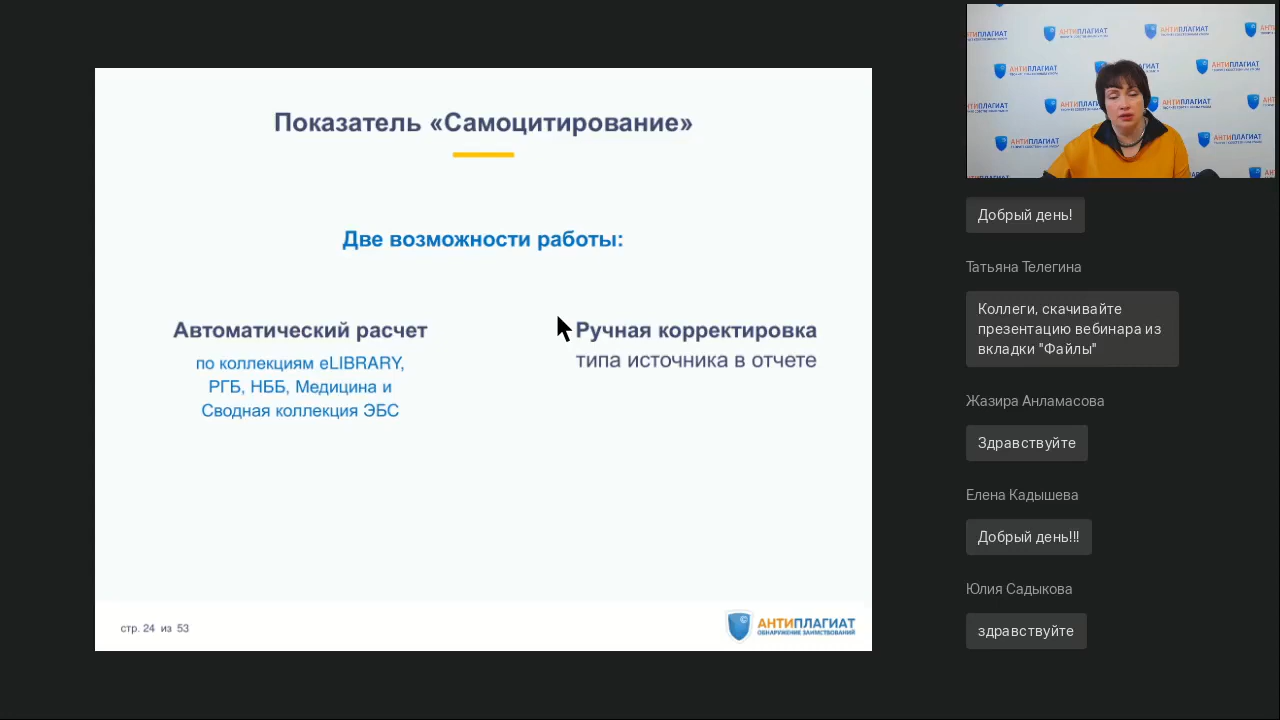 Показатель «Самоцитирование»
Две возможности работы:
Автоматический расчет
по коллекциям eLIBRARY,
РГБ, НББ, Медицина и
Сводная коллекция ЭБС
Ручная корректировка
типа источника в отчете
стр. 24 из 53
АНТИПЛАГИАТ
ОБНАРУЖЕНИЕ ЗАИМСТВОВАНИЙ
АНТИПЛАГИАТ
Добрый день!
Татьяна Телегина
Коллеги, скачивайте
презентацию вебинара из
вкладки "Файлы"
Жазира Анламасова
Здравствуйте
Елена Кадышева
Добрый день!!!
Юлия Садыкова
здравствуйте